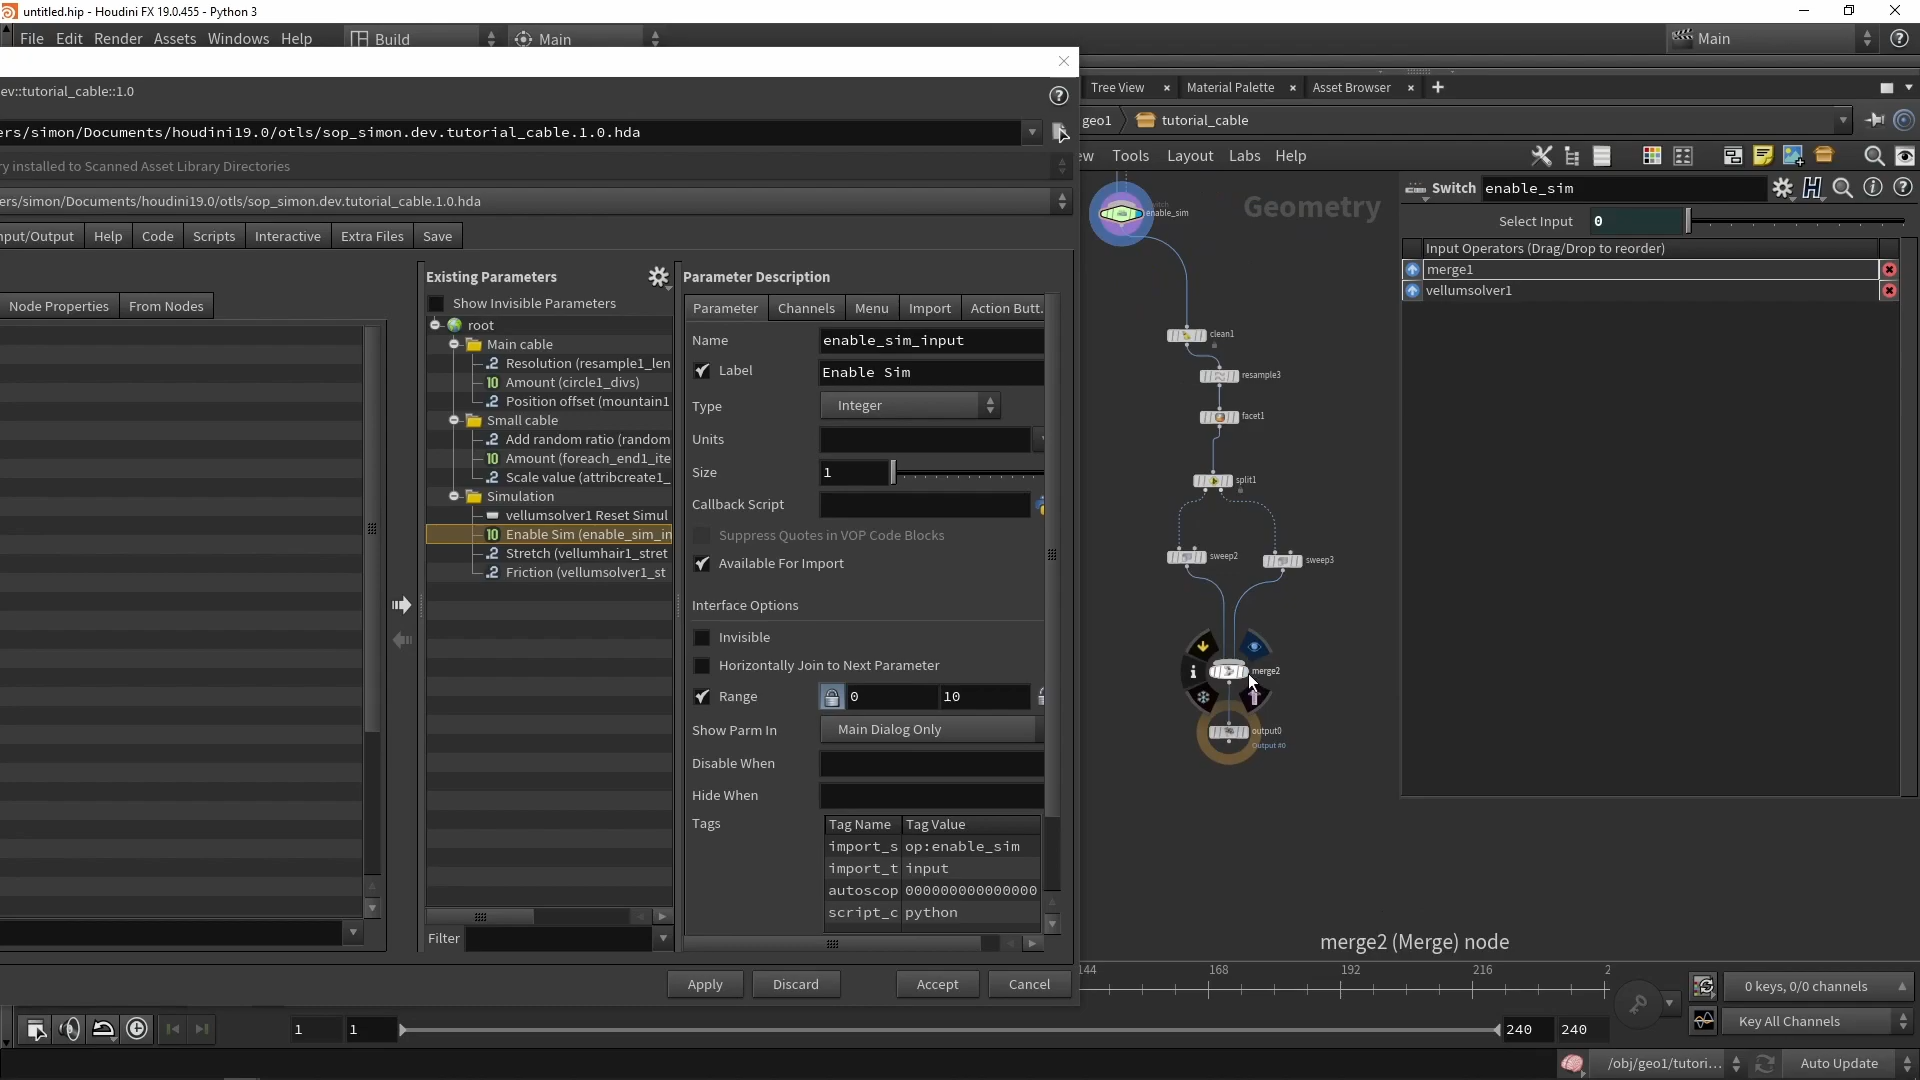 untitled.hip - Houdini FX 19.0.455 - Python 3
File Edit Render Assets Windows Help
Build
Main
Main
ev::tutorial_cable::1.0
ers/simon/Documents/houdini19.0/otls/sop_simon.dev.tutorial_cable.1.0.hda
ry installed to Scanned Asset Library Directories
ers/simon/Documents/houdini19.0/otls/sop_simon.dev.tutorial_cable.1.0.hda
nput/Output Help Code Scripts Interactive Extra Files Save
Node Properties From Nodes
Existing Parameters
Show Invisible Parameters
root
Main cable
Resolution (resample1_len
Amount (circle1_divs)
Position offset (mountain1
Small cable
Add random ratio (random
Amount (foreach_end1_ite
Scale value (attribcreate1_
Simulation
vellumsolver1 Reset Simul
Enable Sim (enable_sim_in
Stretch (vellumhair1_stret
Friction (vellumsolver1_st
Filter
Parameter Description
Parameter Channels Menu Import Action Butt.
Name enable_sim_input
Label Enable Sim
Type Integer
Units
Size 1
Callback Script
Suppress Quotes in VOP Code Blocks
Available For Import
Interface Options
Invisible
Horizontally Join to Next Parameter
Range 0 10
Show Parm In Main Dialog Only
Disable When
Hide When
Tags
Tag Name Tag Value
import_s op:enable_sim
import_t input
autoscop 000000000000000
script_c python
Apply Discard Accept Cancel
Tree View Material Palette Asset Browser
geo1 tutorial_cable
ew Tools Layout Labs Help
Geometry
enable_sim
clean1
resample3
facet1
split1
sweep2
sweep3
merge2
output0
Output #0
Switch enable_sim
Select Input 0
Input Operators (Drag/Drop to reorder)
merge1
vellumsolver1
merge2 (Merge) node
144 168 192 216 2
0 keys, 0/0 channels
1 1 240 240
Key All Channels
/obj/geo1/tutori...
Auto Update